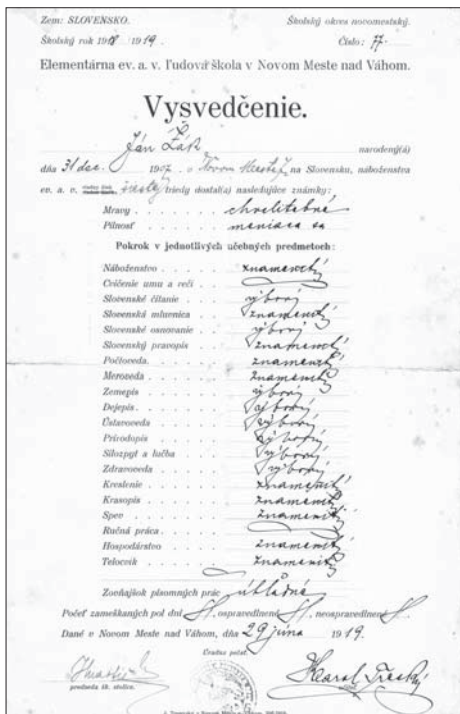 Zem: SLOVENSKO. Školský okres novomestský.
Školský rok 1918/1919 Číslo: 77.
Elementárna ev. a. v. ľudová škola v Novom Meste nad Váhom.
Vysvedčenie.
Ján Žák narodený(á)
dňa 31 dec. 1907 v Novom Meste n/V. na Slovensku, náboženstva
ev. a. v. triedy dostal(a) nasledujúce známky:
Mravy chvalitebné
Pilnosť meniaca sa
Pokrok v jednotlivých učebných predmetoch:
Náboženstvo znamenitý
Cvičenie umu a reči
Slovenské čítanie výborný
Slovenská mluvnica znamenitý
Slovenské osnovanie výborný
Slovenský pravopis znamenitý
Počtoveda znamenitý
Meroveda znamenitý
Zemepis výborný
Dejepis výborný
Ústavoveda výborný
Prírodopis výborný
Silozpyt a lučba výborný
Zdravoveda výborný
Kreslenie znamenitý
Krasopis znamenitý
Spev znamenitý
Ručná práca
Hospodárstvo znamenitý
Telocvik znamenitý
Zovňajšok písomných prác úhľadné
Počet zameškaných pol dní, ospravedlnené, neospravedlnené
Dané v Novom Meste nad Váhom, dňa 29 júna 1919.
Úradná pečať.
predseda šk. stolice. Karol
učiteľ.